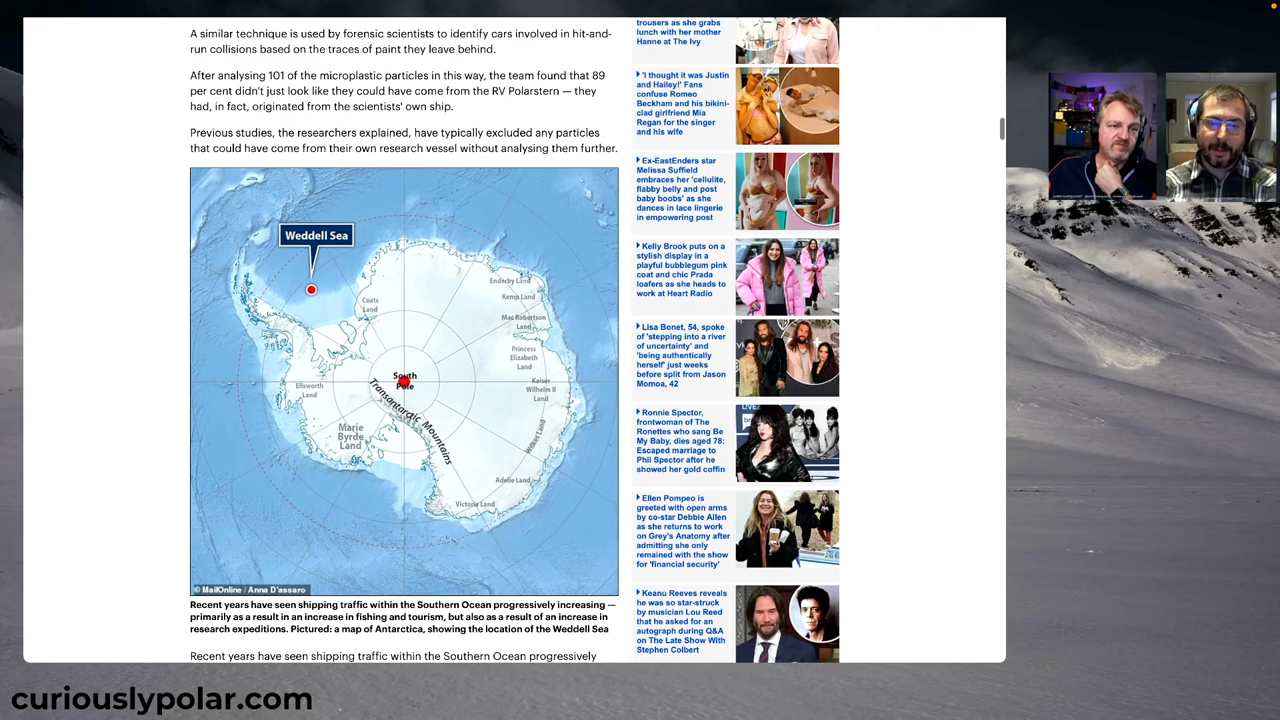 A similar technique is used by forensic scientists to identify cars involved in hit-and-
run collisions based on the traces of paint they leave behind.
After analysing 101 of the microplastic particles in this way, the team found that 89
per cent didn't just look like they could have come from the RV Polarstern — they
had, in fact, originated from the scientists' own ship.
Previous studies, the researchers explained, have typically excluded any particles
that could have come from their own research vessel without analysing them further.
Weddell Sea
Enderby Land
Kemp Land
Coats
Land
Mac Robertson
Land
Princess
Elizabeth
Land
South
Pole
Ellsworth
Land
Kaiser
Wilhelm II
Land
Transantarctic Mountains
Marie
Byrde
Land
Wilkes Land
Adelie Land
Victoria Land
© MailOnline / Anna D'assaro
Recent years have seen shipping traffic within the Southern Ocean progressively increasing —
primarily as a result in an increase in fishing and tourism, but also as a result of an increase in
research expeditions. Pictured: a map of Antarctica, showing the location of the Weddell Sea
Recent years have seen shipping traffic within the Southern Ocean progressively
trousers as she grabs
lunch with her mother
Hanne at The Ivy
'I thought it was Justin
and Hailey!' Fans
confuse Romeo
Beckham and his bikini-
clad girlfriend Mia
Regan for the singer
and his wife
Ex-EastEnders star
Melissa Suffield
embraces her 'cellulite,
flabby belly and post
baby boobs' as she
dances in lace lingerie
in empowering post
Kelly Brook puts on a
stylish display in a
playful bubblegum pink
coat and chic Prada
loafers as she heads to
work at Heart Radio
Lisa Bonet, 54, spoke
of 'stepping into a river
of uncertainty' and
'being authentically
herself' just weeks
before split from Jason
Momoa, 42
Ronnie Spector,
frontwoman of The
Ronettes who sang Be
My Baby, dies aged 78:
Escaped marriage to
Phil Spector after he
showed her gold coffin
LIVE
Ellen Pompeo is
greeted with open arms
by co-star Debbie Allen
as she returns to work
on Grey's Anatomy after
admitting she only
remained with the show
for 'financial security'
Keanu Reeves reveals
he was so star-struck
by musician Lou Reed
that he asked for an
autograph during Q&A
on The Late Show With
Stephen Colbert
curiouslypolar.com